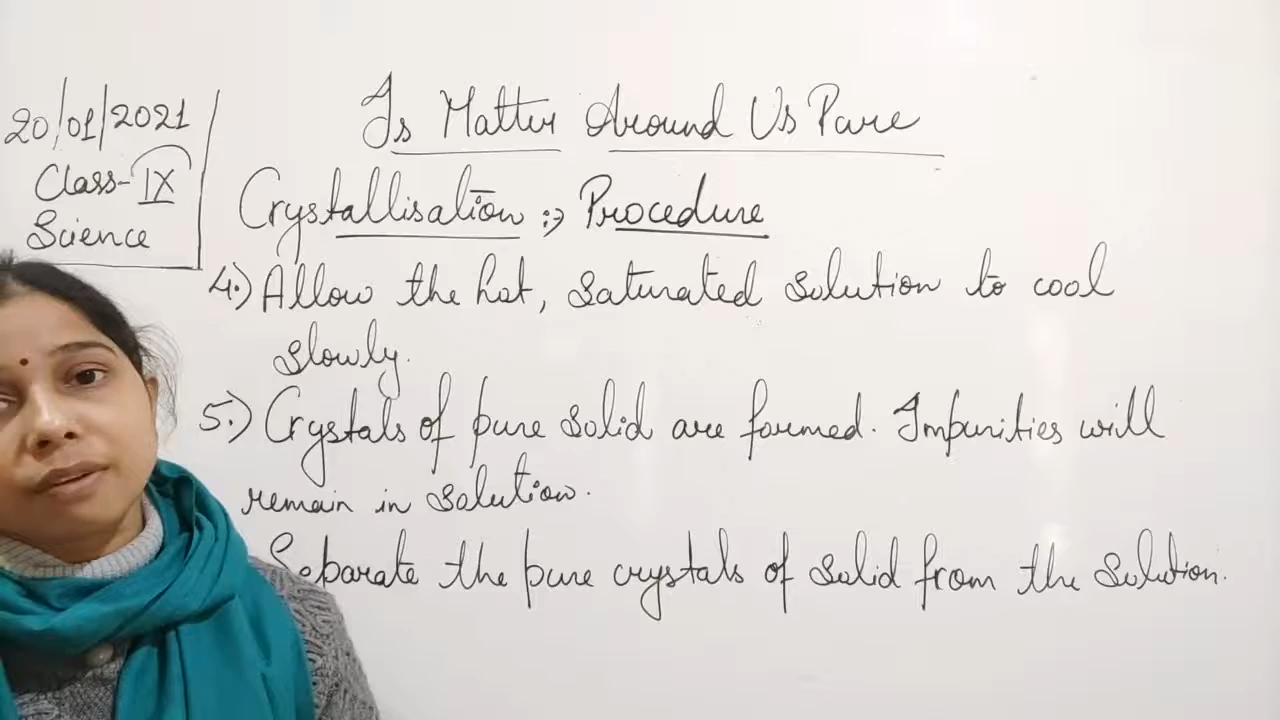 20/01/2021
Class-IX
Science
Is Matter Around Us Pure
Crystallisation :-> Procedure
4.) Allow the hot, saturated solution to cool
slowly.
5.) Crystals of pure solid are formed. Impurities will
remain in solution.
Separate the pure crystals of solid from the solution.